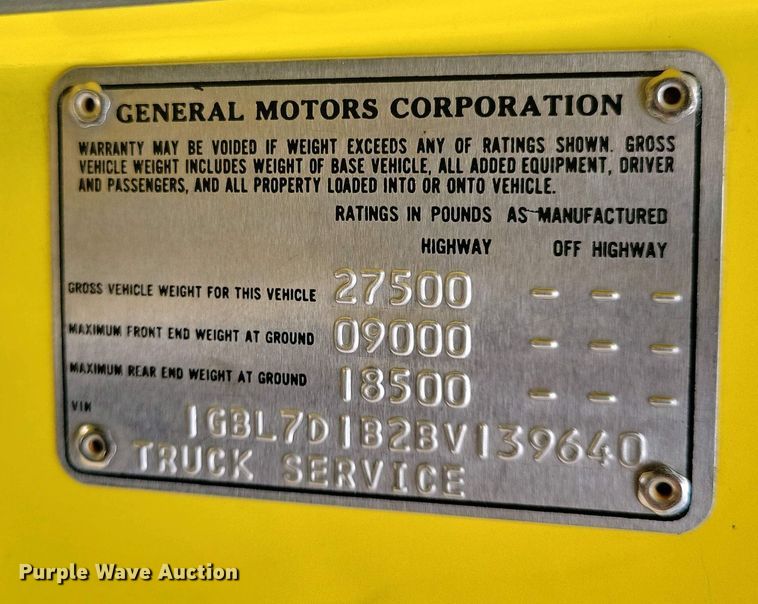 GENERAL MOTORS CORPORATION
WARRANTY MAY BE VOIDED IF WEIGHT EXCEEDS ANY OF RATINGS SHOWN. GROSS
VEHICLE WEIGHT INCLUDES WEIGHT OF BASE VEHICLE, ALL ADDED EQUIPMENT, DRIVER
AND PASSENGERS, AND ALL PROPERTY LOADED INTO OR ONTO VEHICLE.
RATINGS IN POUNDS AS MANUFACTURED
HIGHWAY OFF HIGHWAY
GROSS VEHICLE WEIGHT FOR THIS VEHICLE 27500 - - -
MAXIMUM FRONT END WEIGHT AT GROUND 09000 - - -
MAXIMUM REAR END WEIGHT AT GROUND 18500 - - -
VIN 1GBL7D1B2BV139640
TRUCK SERVICE
Purple Wave Auction